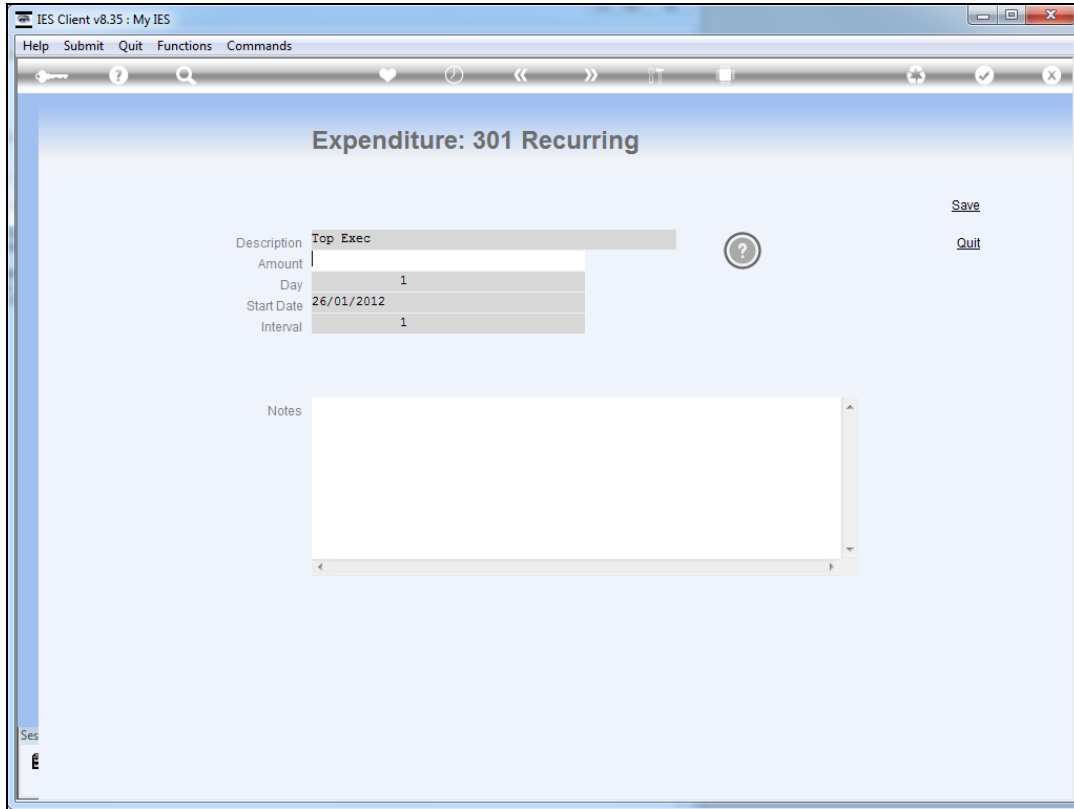 IES Client v8.35 : My IES
Help Submit Quit Functions Commands
Expenditure: 301 Recurring
Save
Description Top Exec
Quit
Amount
Day 1
Start Date 26/01/2012
Interval 1
Notes
Ses